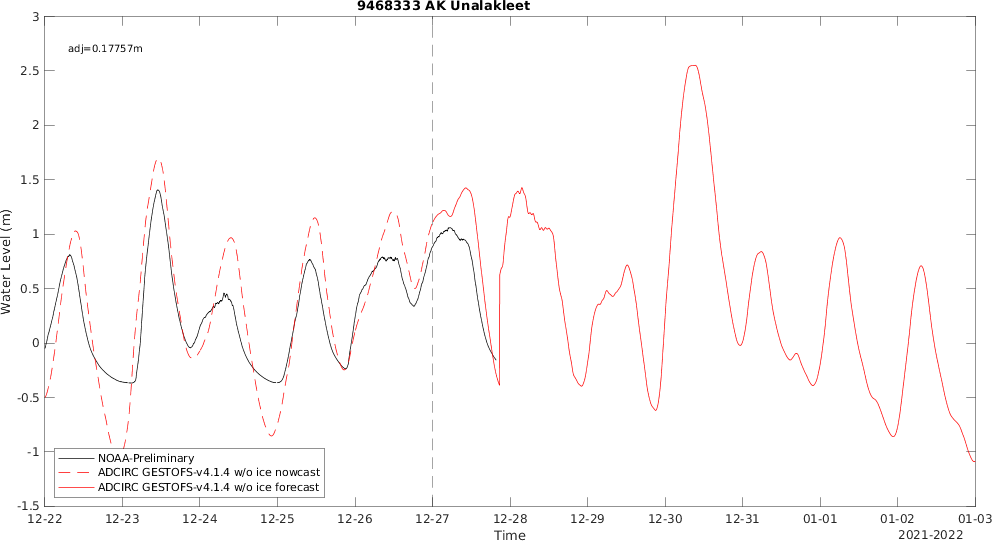 9468333 AK Unalakleet
adj=0.17757m
Water Level (m)
3
2.5
2
1.5
1
0.5
0
-0.5
-1
-1.5
NOAA-Preliminary
ADCIRC GESTOFS-v4.1.4 w/o ice nowcast
ADCIRC GESTOFS-v4.1.4 w/o ice forecast
12-22 12-23 12-24 12-25 12-26 12-27 12-28 12-29 12-30 12-31 01-01 01-02 01-03
Time
2021-2022